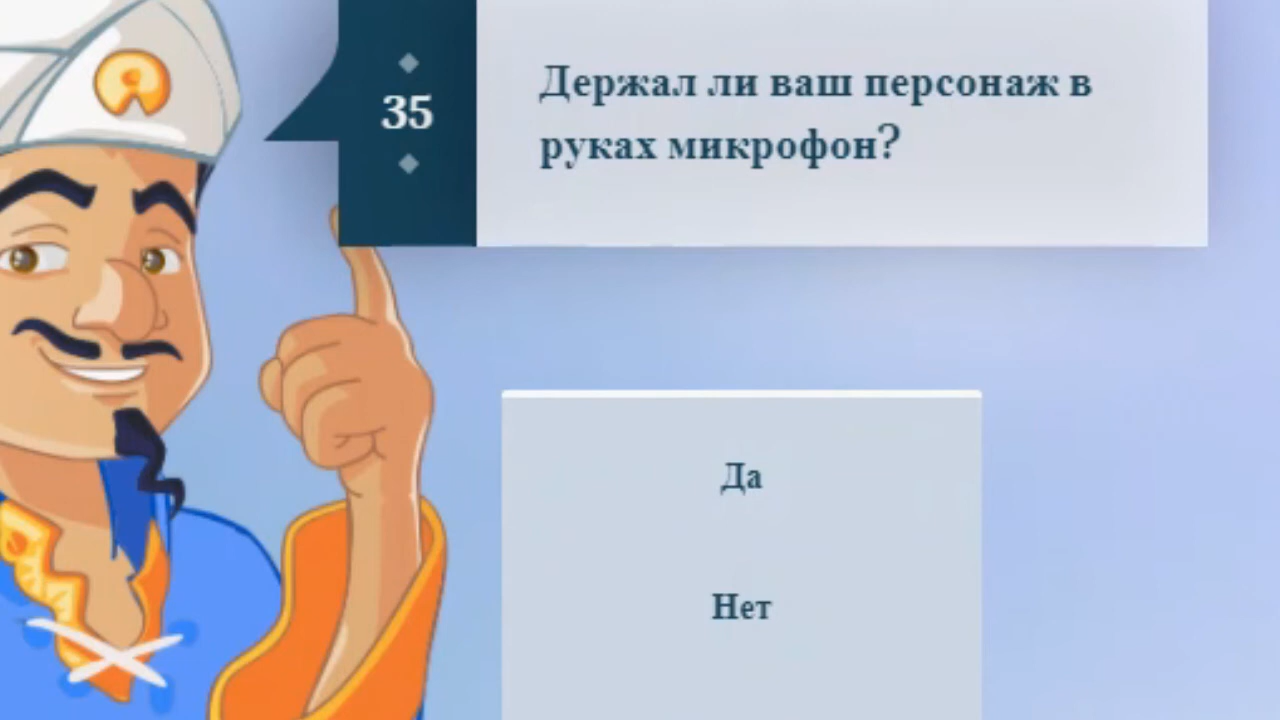 35
Держал ли ваш персонаж в
руках микрофон?
Да
Нет